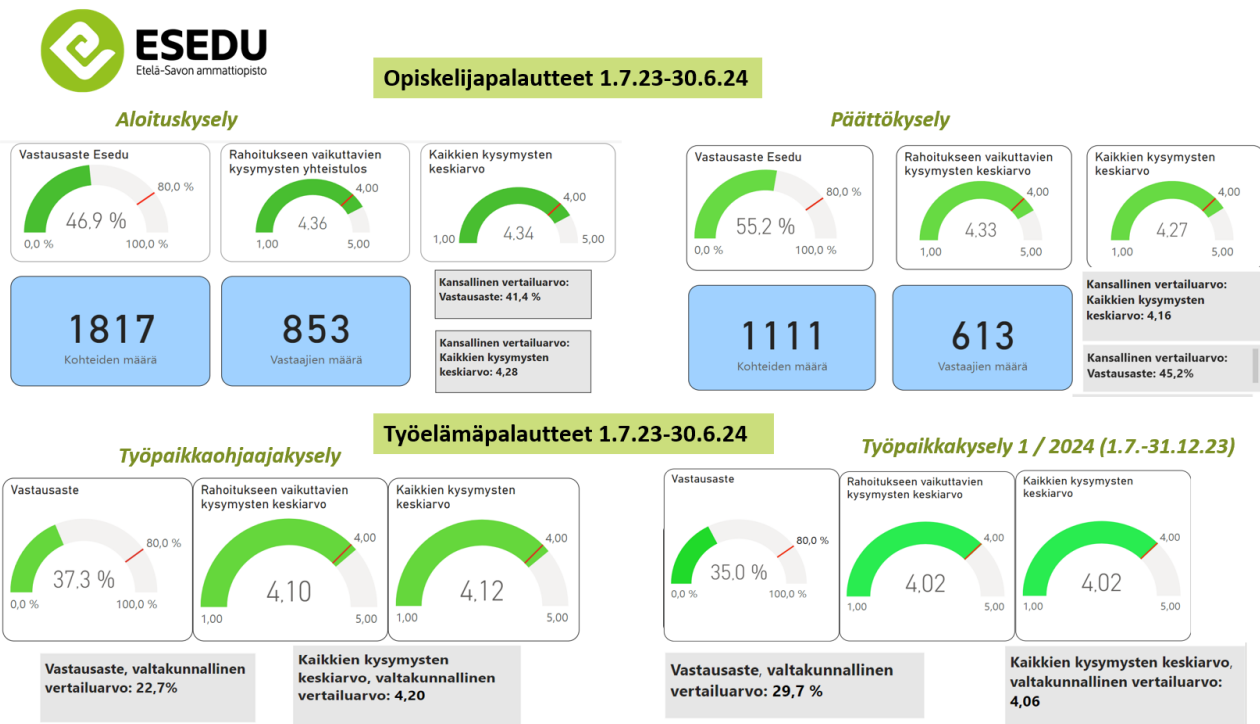 ESEDU
Etelä-Savon ammattiopisto
Opiskelijapalautteet 1.7.23-30.6.24
Aloituskysely
Vastausaste Esedu
80,0 %
46,9 %
0,0 %
100,0 %
Rahoitukseen vaikuttavien
kysymysten yhteistulos
4,00
4,36
1,00
5,00
Kaikkien kysymysten
keskiarvo
4,00
4,34
1,00
5,00
1817
Kohteiden määrä
853
Vastaajien määrä
Kansallinen vertailuarvo:
Vastausaste: 41,4 %
Kansallinen vertailuarvo:
Kaikkien kysymysten
keskiarvo: 4,28
Päättökysely
Vastausaste Esedu
80,0 %
55,2 %
0,0 %
100,0 %
Rahoitukseen vaikuttavien
kysymysten keskiarvo
4,00
4,33
1,00
5,00
Kaikkien kysymysten
keskiarvo
4,00
4,27
1,00
5,00
1111
Kohteiden määrä
613
Vastaajien määrä
Kansallinen vertailuarvo:
Kaikkien kysymysten
keskiarvo: 4,16
Kansallinen vertailuarvo:
Vastausaste: 45,2%
Työelämäpalautteet 1.7.23-30.6.24
Työpaikkaohjaajakysely
Vastausaste
80,0 %
37,3 %
0,0 %
100,0 %
Rahoitukseen vaikuttavien
kysymysten keskiarvo
4,00
4,10
1,00
5,00
Kaikkien kysymysten
keskiarvo
4,00
4,12
1,00
5,00
Vastausaste, valtakunnallinen
vertailuarvo: 22,7%
Kaikkien kysymysten
keskiarvo, valtakunnallinen
vertailuarvo: 4,20
Työpaikkakysely 1 / 2024 (1.7.-31.12.23)
Vastausaste
80,0 %
35,0 %
0,0 %
100,0 %
Rahoitukseen vaikuttavien
kysymysten keskiarvo
4,00
4,02
1,00
5,00
Kaikkien kysymysten
keskiarvo
4,00
4,02
1,00
5,00
Vastausaste, valtakunnallinen
vertailuarvo: 29,7 %
Kaikkien kysymysten keskiarvo,
valtakunnallinen vertailuarvo:
4,06